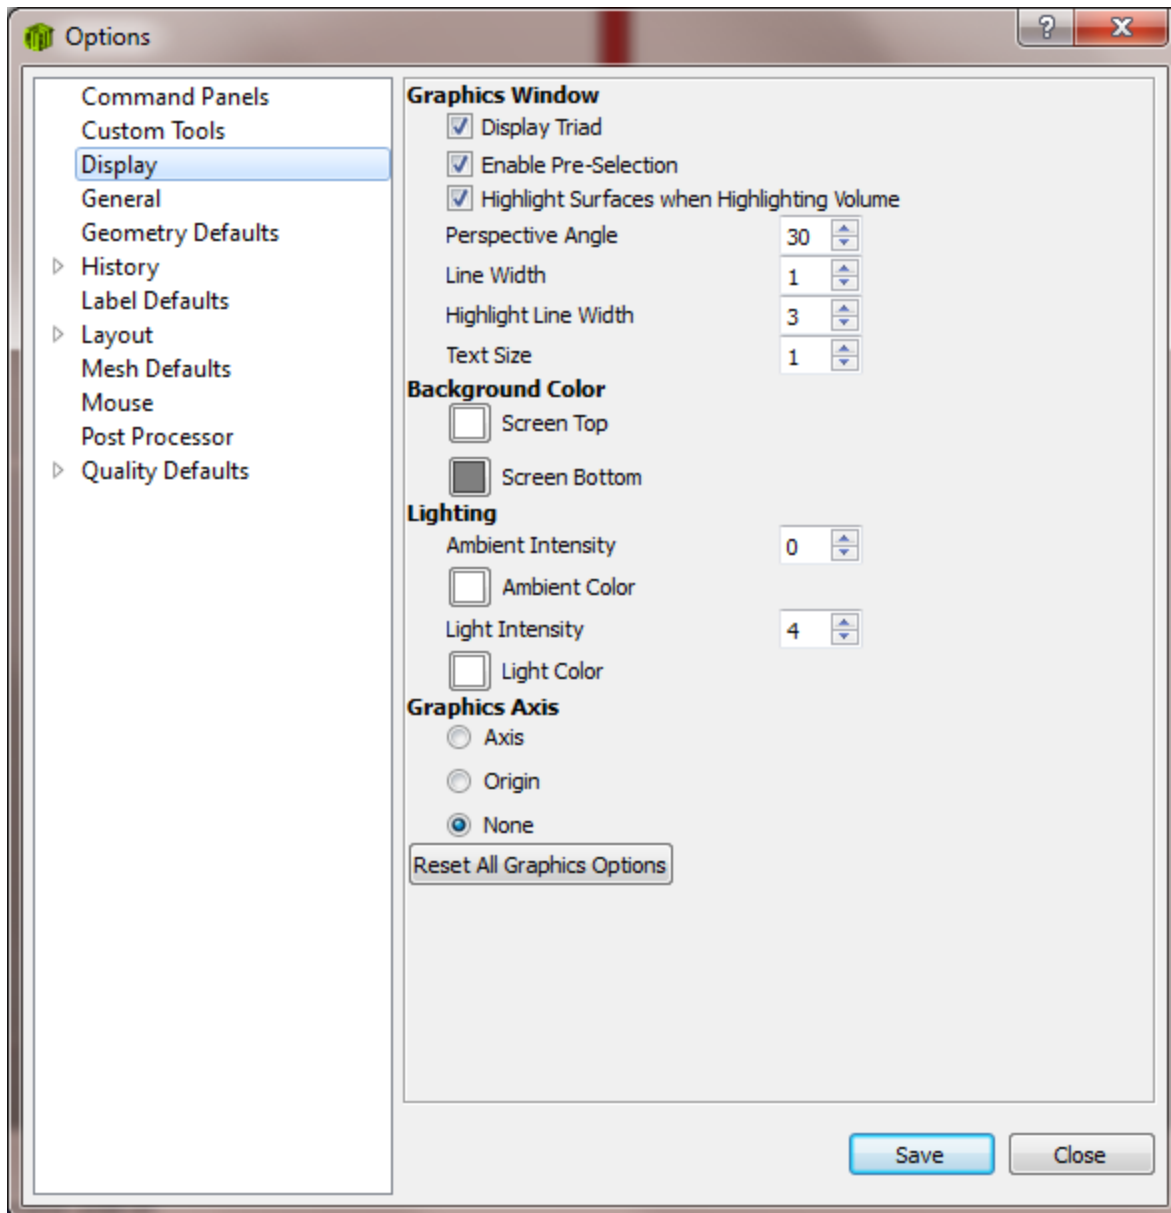 Options
?
X
Command Panels
Custom Tools
Display
General
Geometry Defaults
History
Label Defaults
Layout
Mesh Defaults
Mouse
Post Processor
Quality Defaults
Graphics Window
Display Triad
Enable Pre-Selection
Highlight Surfaces when Highlighting Volume
Perspective Angle 30
Line Width 1
Highlight Line Width 3
Text Size 1
Background Color
Screen Top
Screen Bottom
Lighting
Ambient Intensity 0
Ambient Color
Light Intensity 4
Light Color
Graphics Axis
Axis
Origin
None
Reset All Graphics Options
Save Close